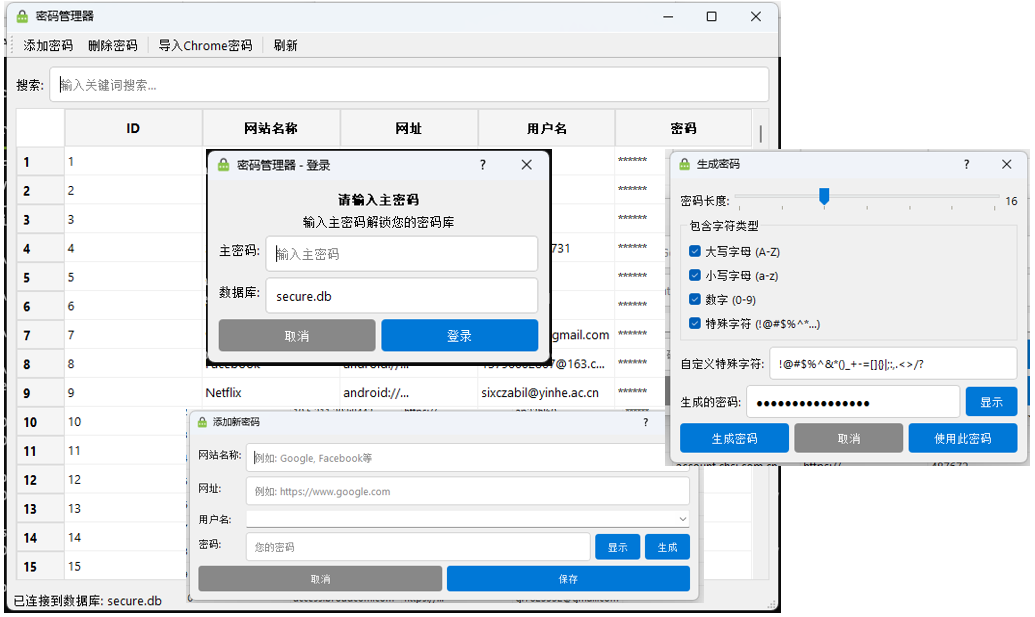 密码管理器
添加密码 删除密码 导入Chrome密码 刷新
搜索: 输入关键词搜索...
ID 网站名称 网址 用户名 密码
1 1 ******
2 2 ******
3 3 ******
4 4 731 ******
5 5 ******
6 6 ******
7 7 gmail.com ******
8 8 ******
9 9 Netflix android://... sixczabil@yinhe.ac.cn ******
10 10
11 11
12 12
13 13
14 14
15 15
已连接到数据库: secure.db
密码管理器 - 登录 ?
请输入主密码
输入主密码解锁您的密码库
主密码: 输入主密码
数据库: secure.db
取消 登录
添加新密码 ?
网站名称: 例如: Google, Facebook等
网址: 例如: https://www.google.com
用户名:
密码: 您的密码 显示 生成
取消 保存
生成密码 ?
密码长度: 16
包含字符类型
大写字母 (A-Z)
小写字母 (a-z)
数字 (0-9)
特殊字符 (!@#$%^*...)
自定义特殊字符: !@#$%^&*()_+-=[]{}|;:,.<>/?
生成的密码: ●●●●●●●●●●●●●●●● 显示
生成密码 取消 使用此密码